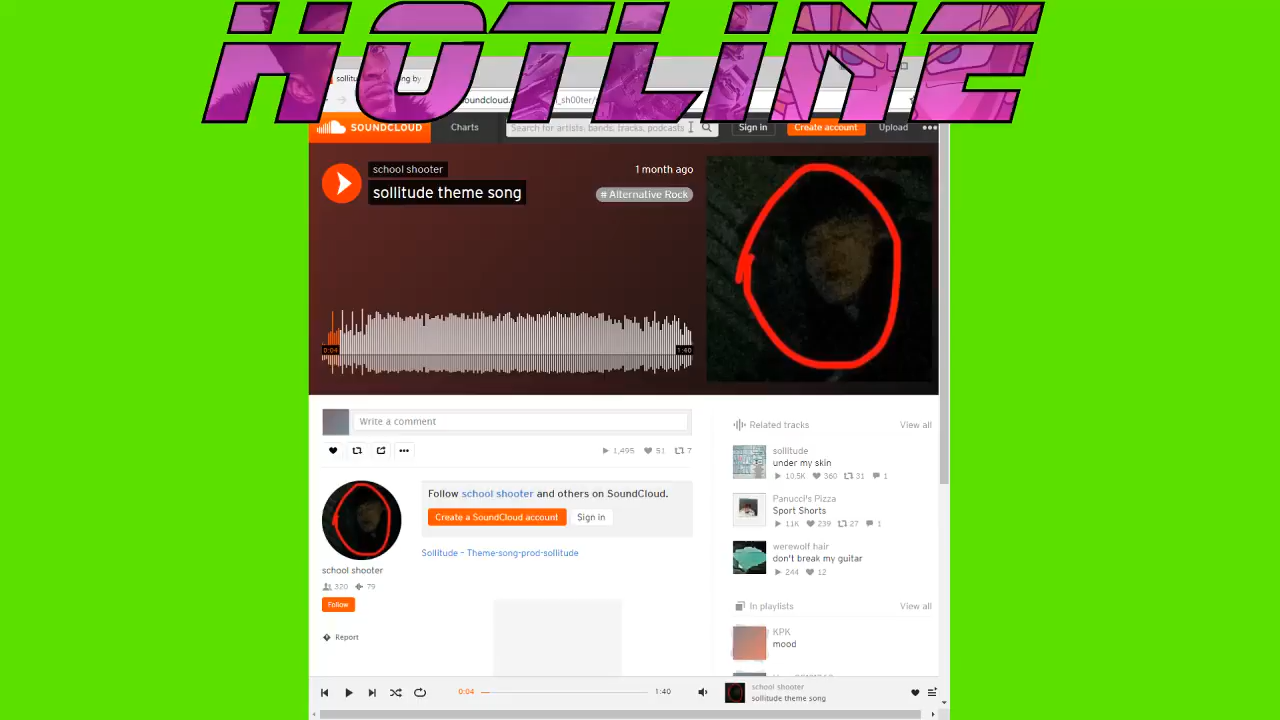 HOTLINE
SOUNDCLOUD
Charts
Search for artists, bands, tracks, podcasts
Sign in
Create account
Upload
school shooter
sollitude theme song
1 month ago
# Alternative Rock
0:04
1:40
Write a comment
1,495
51
7
Follow school shooter and others on SoundCloud.
Create a SoundCloud account
Sign in
Sollitude - Theme-song-prod-sollitude
school shooter
320
79
Follow
Report
Related tracks
View all
sollitude
under my skin
10.5K 360 31 1
Panucci's Pizza
Sport Shorts
11K 239 27 1
werewolf hair
don't break my guitar
244 12
In playlists
View all
KPK
mood
0:04
1:40
school shooter
sollitude theme song